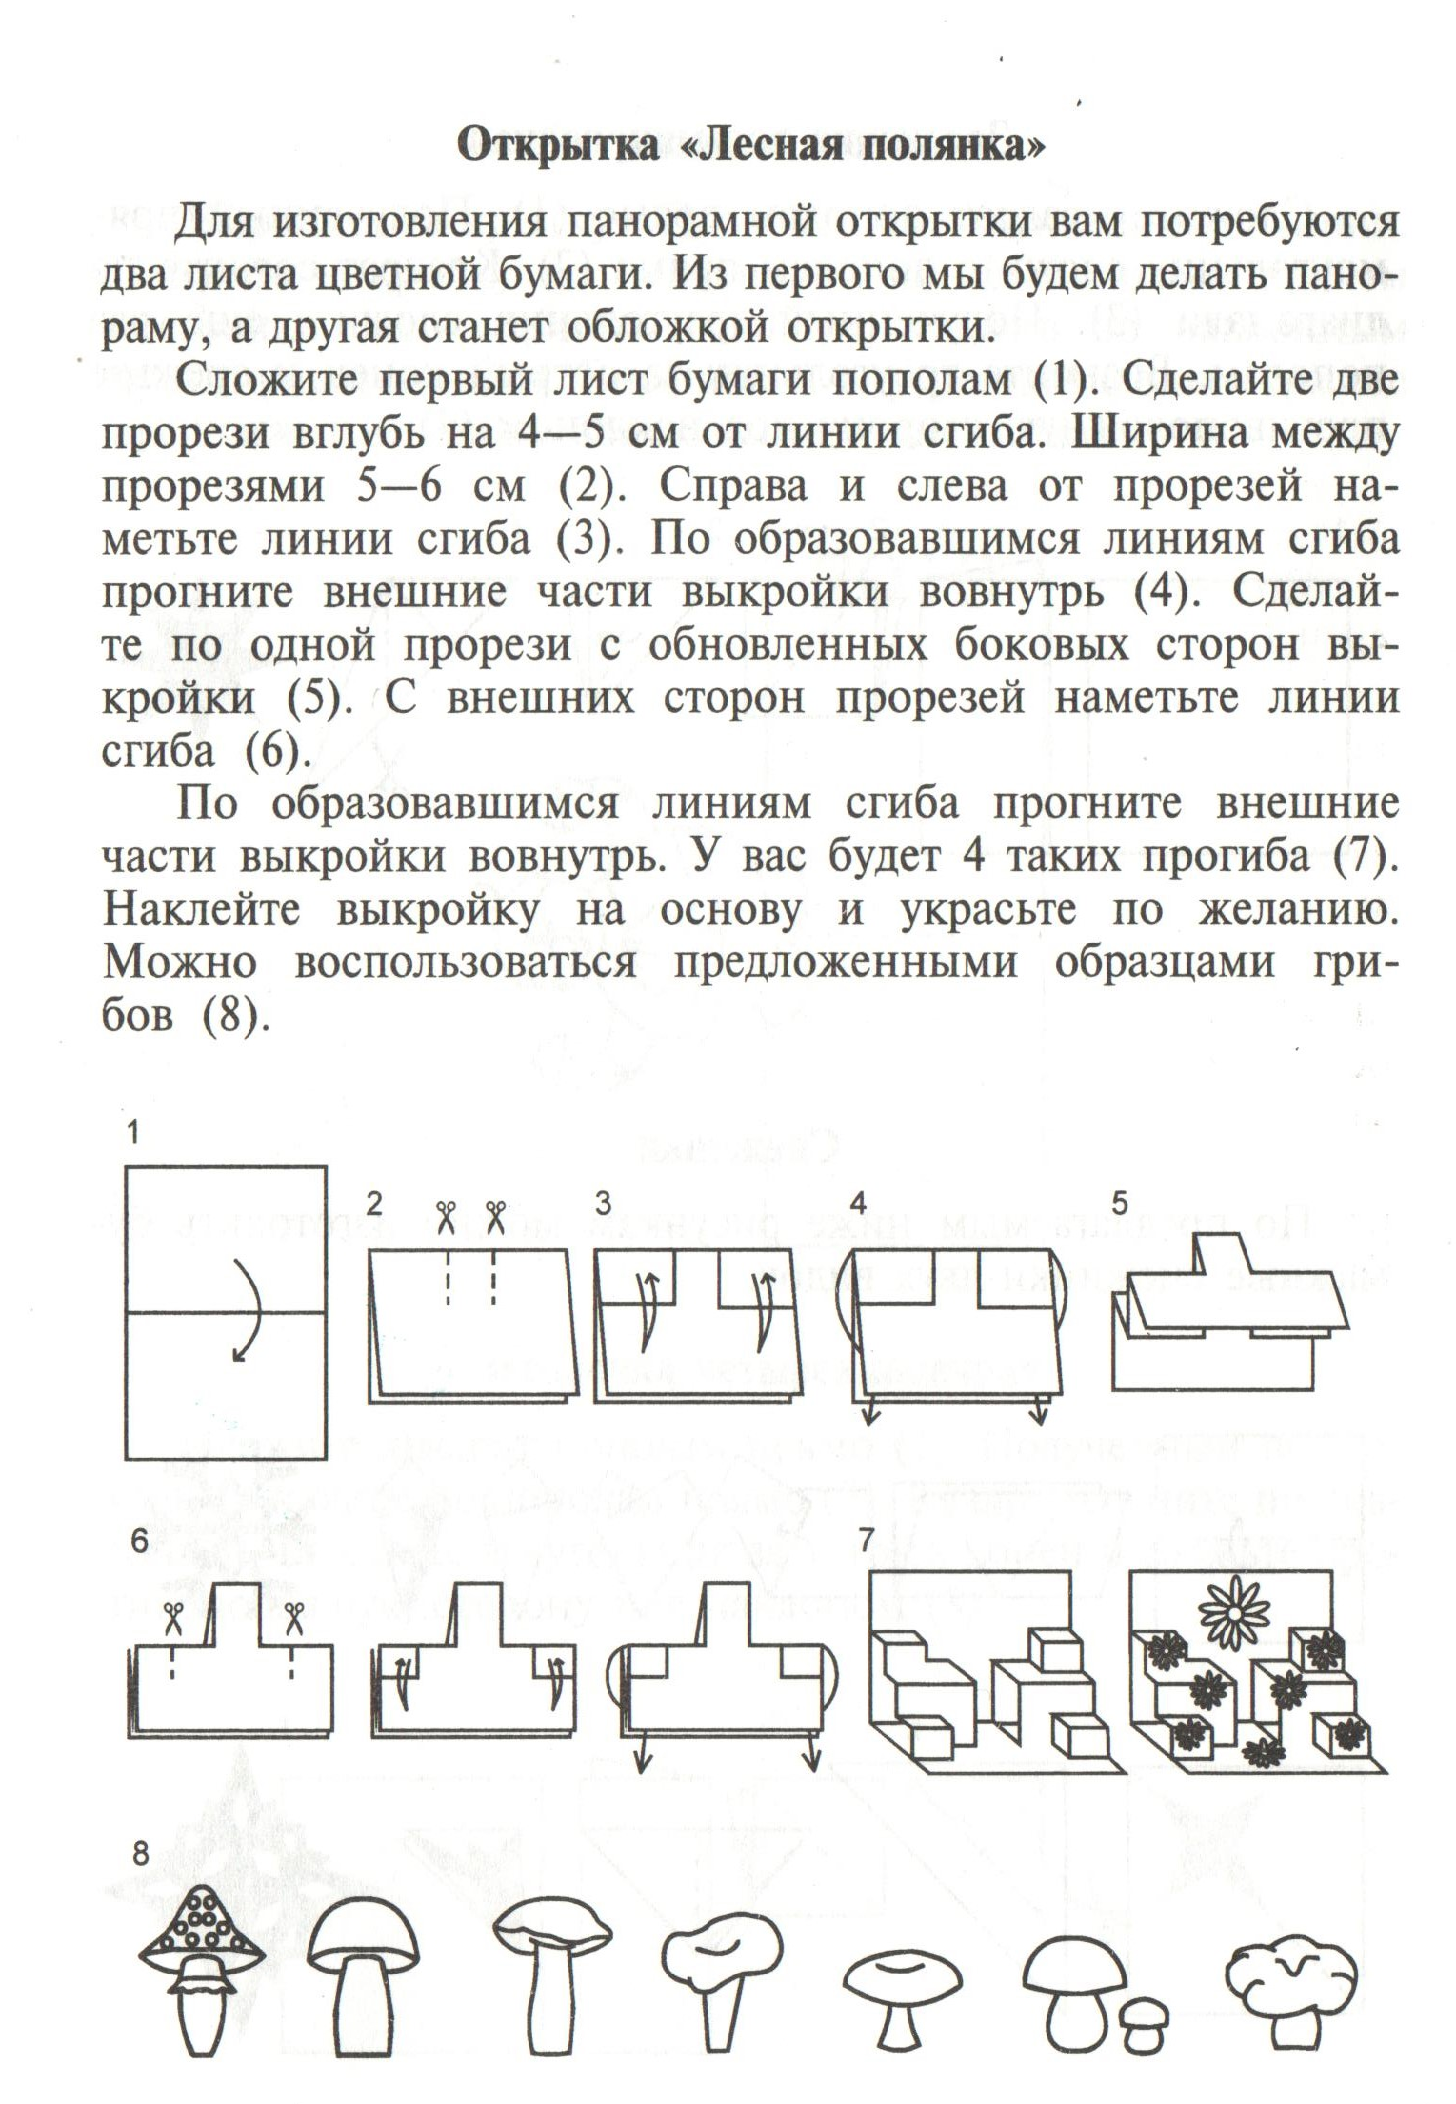 Открытка «Лесная полянка»
Для изготовления панорамной открытки вам потребуются
два листа цветной бумаги. Из первого мы будем делать пано-
раму, а другая станет обложкой открытки.
Сложите первый лист бумаги пополам (1). Сделайте две
прорези вглубь на 4—5 см от линии сгиба. Ширина между
прорезями 5—6 см (2). Справа и слева от прорезей на-
метьте линии сгиба (3). По образовавшимся линиям сгиба
прогните внешние части выкройки вовнутрь (4). Сделай-
те по одной прорези с обновленных боковых сторон вы-
кройки (5). С внешних сторон прорезей наметьте линии
сгиба (6).
По образовавшимся линиям сгиба прогните внешние
части выкройки вовнутрь. У вас будет 4 таких прогиба (7).
Наклейте выкройку на основу и украсьте по желанию.
Можно воспользоваться предложенными образцами гри-
бов (8).
1
2
3
4
5
6
7
8